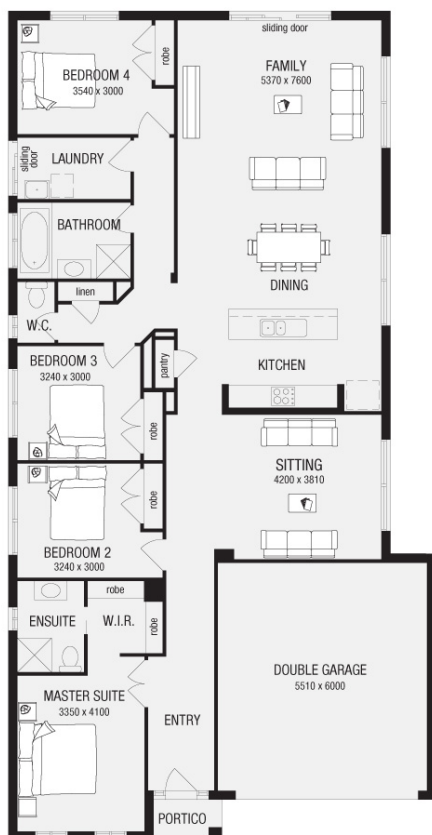 sliding door
robe
BEDROOM 4
3540 x 3000
FAMILY
5370 x 7600
sliding
door
LAUNDRY
BATHROOM
linen
W.C.
DINING
KITCHEN
pantry
BEDROOM 3
3240 x 3000
robe
SITTING
4200 x 3810
robe
BEDROOM 2
3240 x 3000
robe
ENSUITE
W.I.R.
robe
MASTER SUITE
3350 x 4100
DOUBLE GARAGE
5510 x 6000
ENTRY
PORTICO